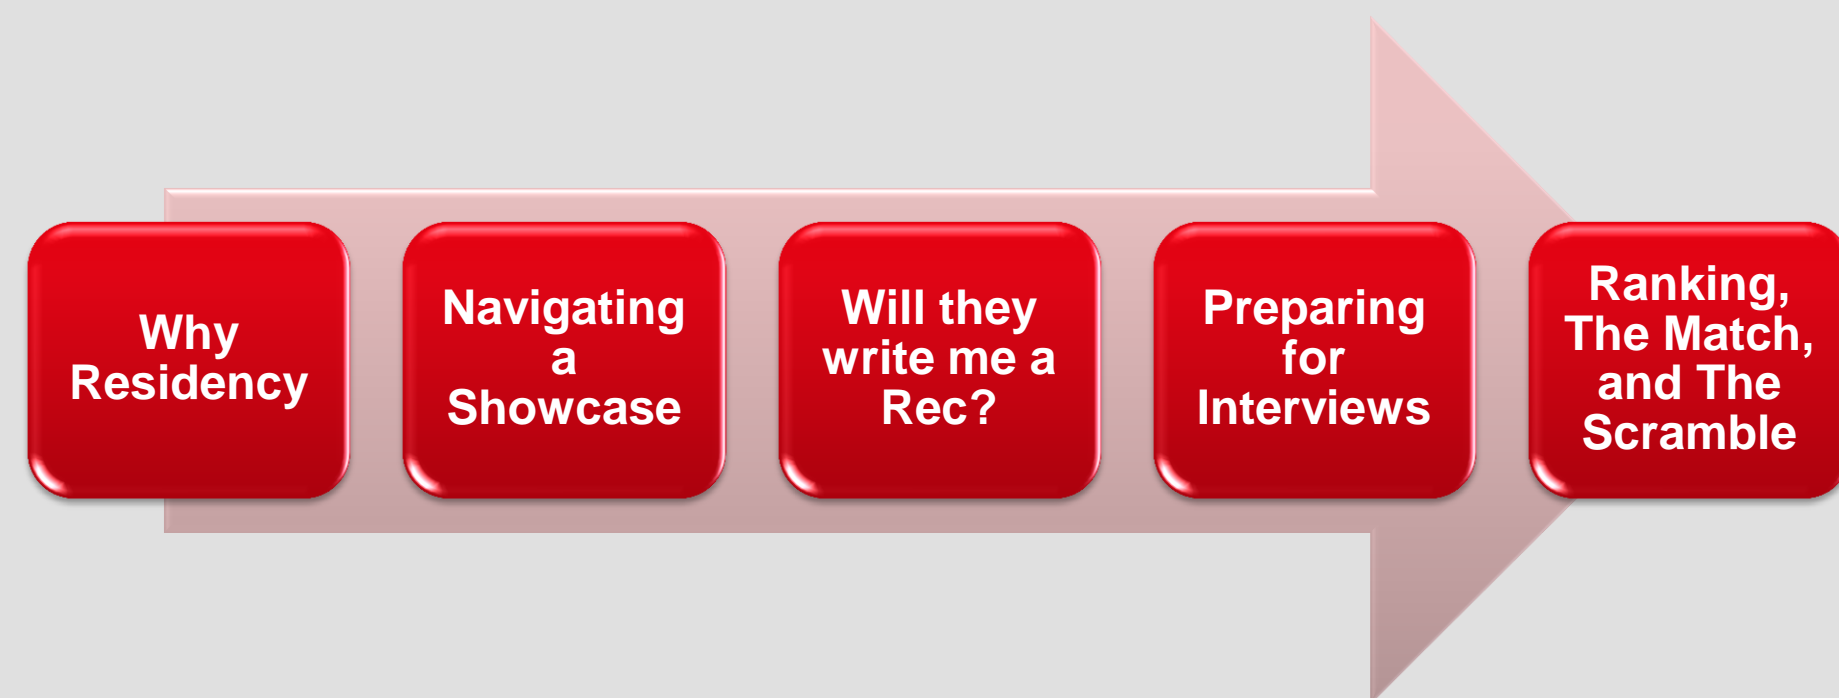 Why
Residency
Navigating
a
Showcase
Will they
write me a
Rec?
Preparing
for
Interviews
Ranking,
The Match,
and The
Scramble